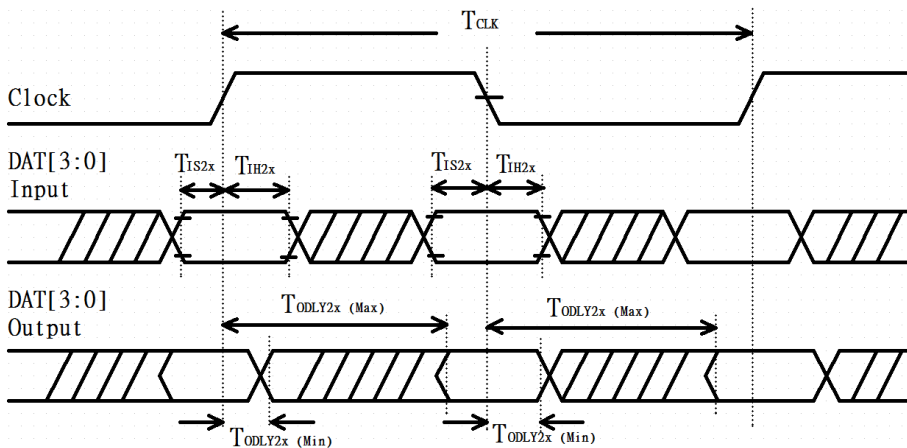 TCLK
Clock
DAT[3:0]
Input
TIS2x
TIH2x
TIS2x
TIH2x
DAT[3:0]
Output
TODLY2x (Max)
TODLY2x (Max)
TODLY2x (Min)
TODLY2x (Min)